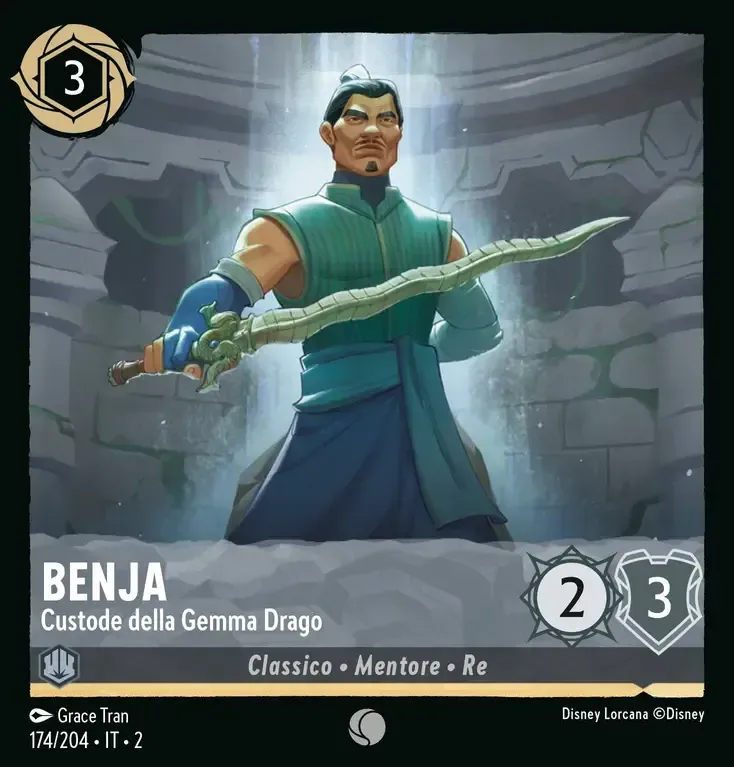 3
BENJA
Custode della Gemma Drago
2
3
Classico • Mentore • Re
Grace Tran
Disney Lorcana ©Disney
174/204 • IT • 2